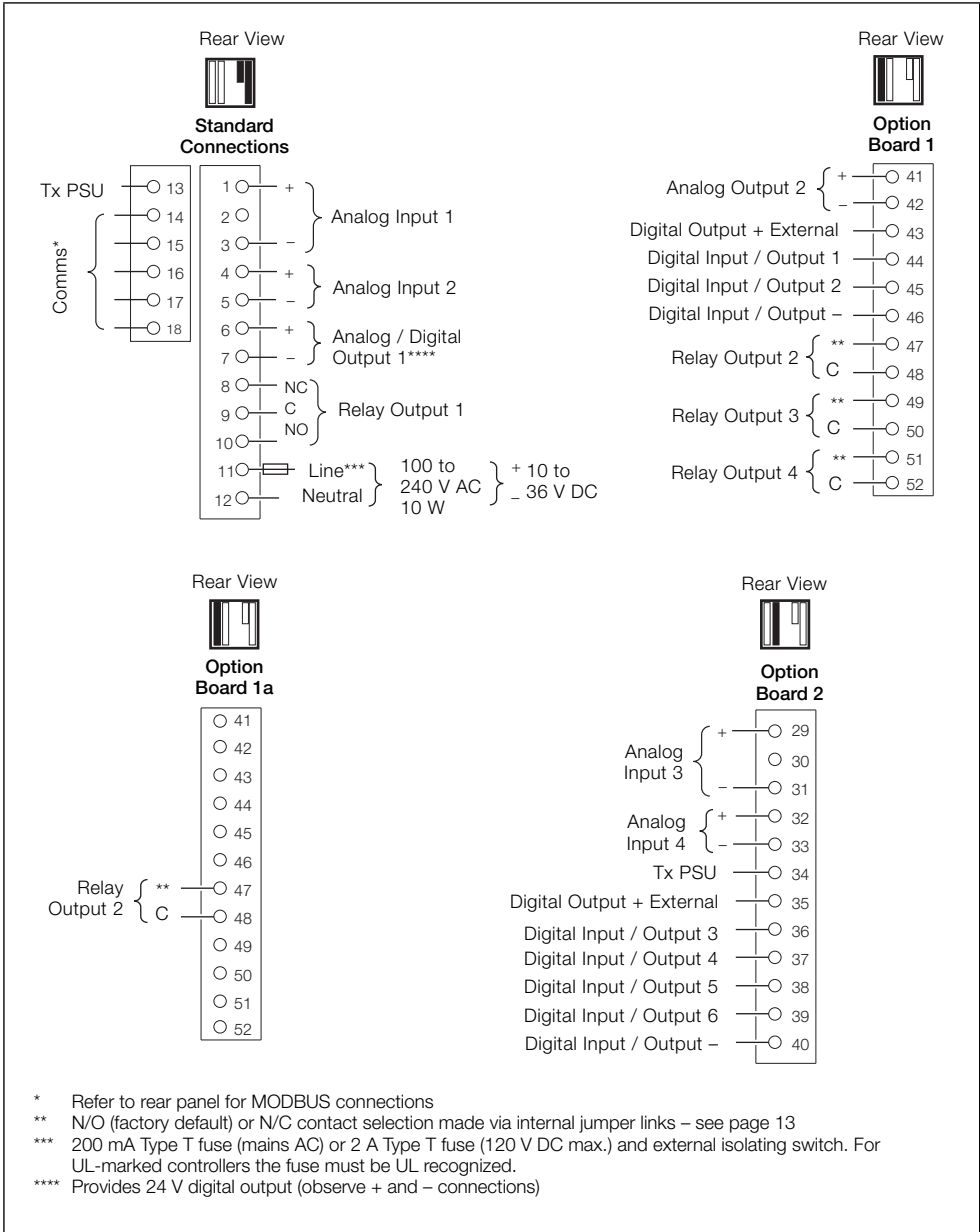 Rear View
Standard
Connections
Tx PSU
13
14
15
16
17
18
Comms*
1 + 
2
3 –
Analog Input 1
4 +
5 –
Analog Input 2
6 +
7 –
Analog / Digital
Output 1****
8 NC
9 C
10 NO
Relay Output 1
11 Line***
12 Neutral
100 to
240 V AC
10 W
+ 10 to
– 36 V DC
Rear View
Option
Board 1
Analog Output 2
+ 41
– 42
Digital Output + External 43
Digital Input / Output 1 44
Digital Input / Output 2 45
Digital Input / Output – 46
Relay Output 2
** 47
C 48
Relay Output 3
** 49
C 50
Relay Output 4
** 51
C 52
Rear View
Option
Board 1a
41
42
43
44
45
46
Relay
Output 2
** 47
C 48
49
50
51
52
Rear View
Option
Board 2
Analog
Input 3
+ 29
30
– 31
Analog
Input 4
+ 32
– 33
Tx PSU 34
Digital Output + External 35
Digital Input / Output 3 36
Digital Input / Output 4 37
Digital Input / Output 5 38
Digital Input / Output 6 39
Digital Input / Output – 40
* Refer to rear panel for MODBUS connections
** N/O (factory default) or N/C contact selection made via internal jumper links – see page 13
*** 200 mA Type T fuse (mains AC) or 2 A Type T fuse (120 V DC max.) and external isolating switch. For
UL-marked controllers the fuse must be UL recognized.
**** Provides 24 V digital output (observe + and – connections)